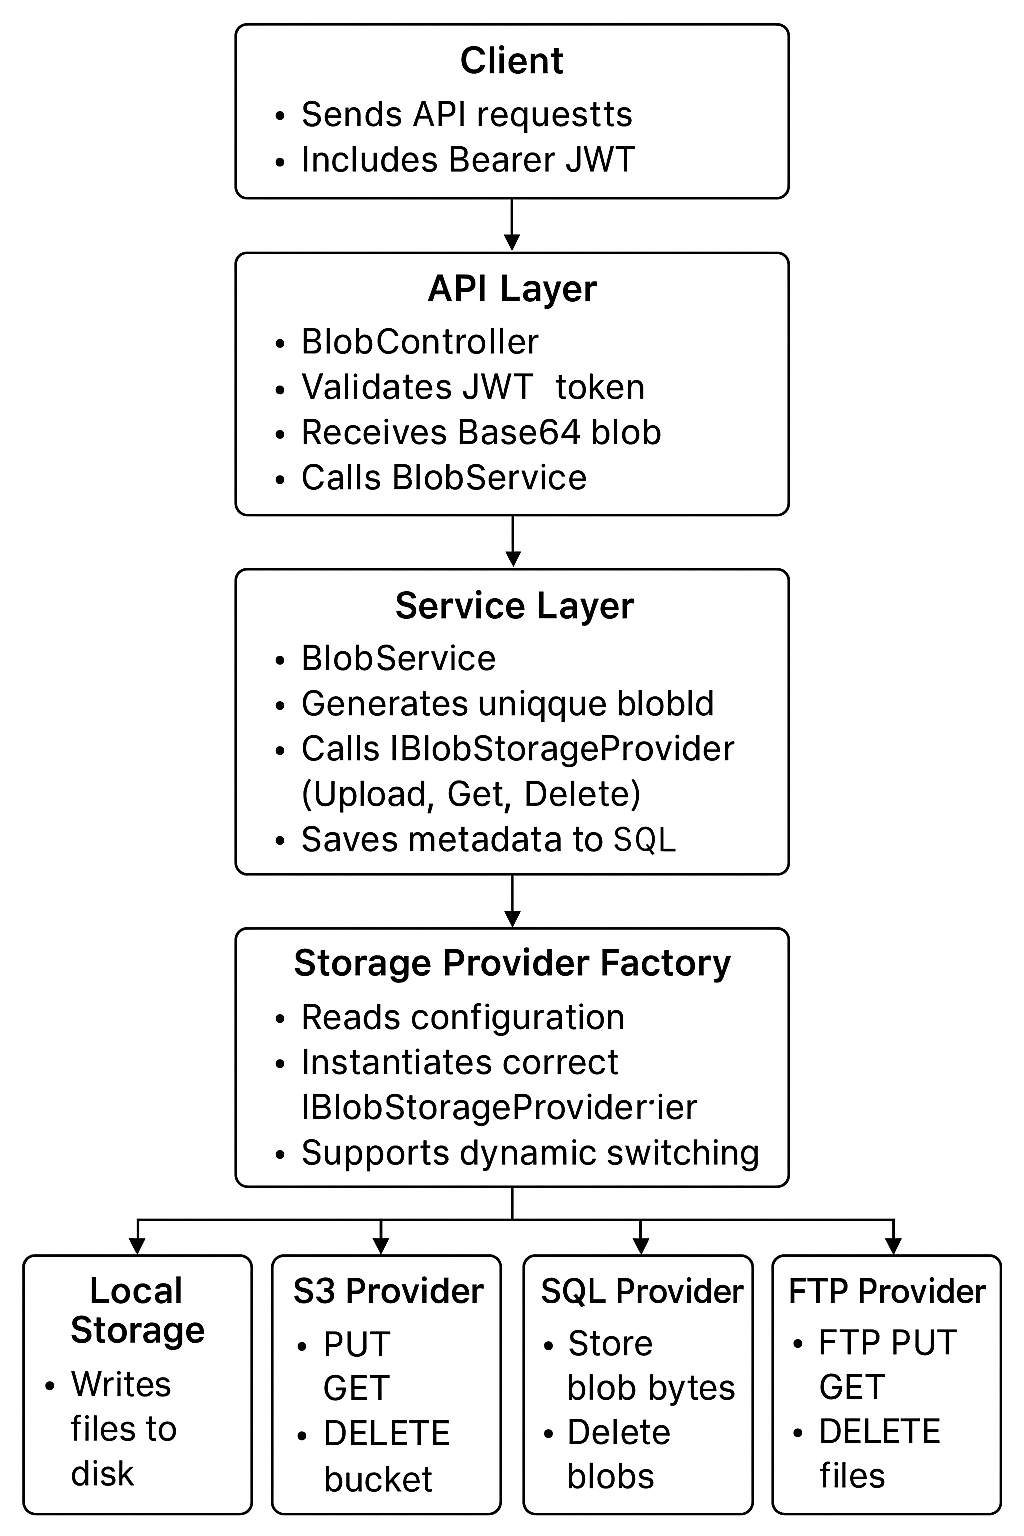 Client
• Sends API requestts
• Includes Bearer JWT
API Layer
• BlobController
• Validates JWT token
• Receives Base64 blob
• Calls BlobService
Service Layer
• BlobService
• Generates uniqque blobId
• Calls IBlobStorageProvider
(Upload, Get, Delete)
• Saves metadata to SQL
Storage Provider Factory
• Reads configuration
• Instantiates correct
IBlobStorageProvider·ier
• Supports dynamic switching
Local
Storage
• Writes
files to
disk
S3 Provider
• PUT
GET
• DELETE
bucket
SQL Provider
• Store
blob bytes
• Delete
blobs
FTP Provider
• FTP PUT
GET
• DELETE
files